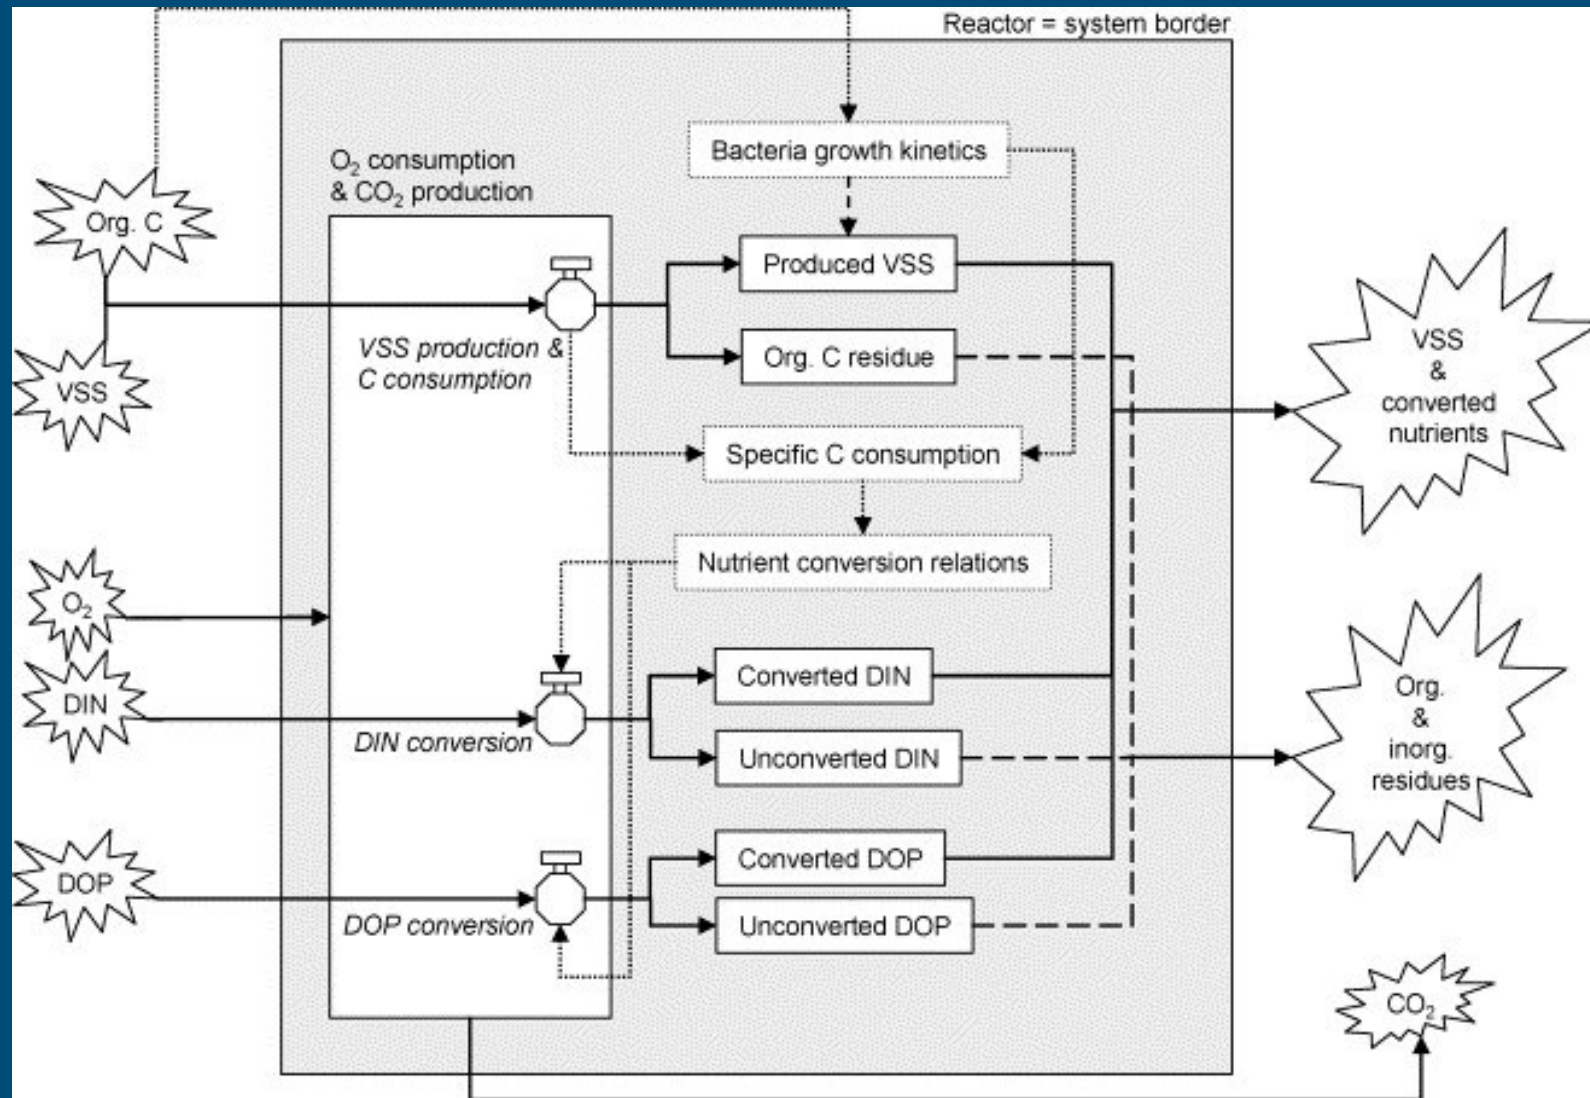 Reactor = system border
Bacteria growth kinetics
O₂ consumption
& CO₂ production
Org. C
Produced VSS
VSS production &
C consumption
Org. C residue
VSS
VSS
&
converted
nutrients
Specific C consumption
Nutrient conversion relations
O₂
DIN
Converted DIN
DIN conversion
Unconverted DIN
Org.
&
inorg.
residues
DOP
Converted DOP
DOP conversion
Unconverted DOP
CO₂